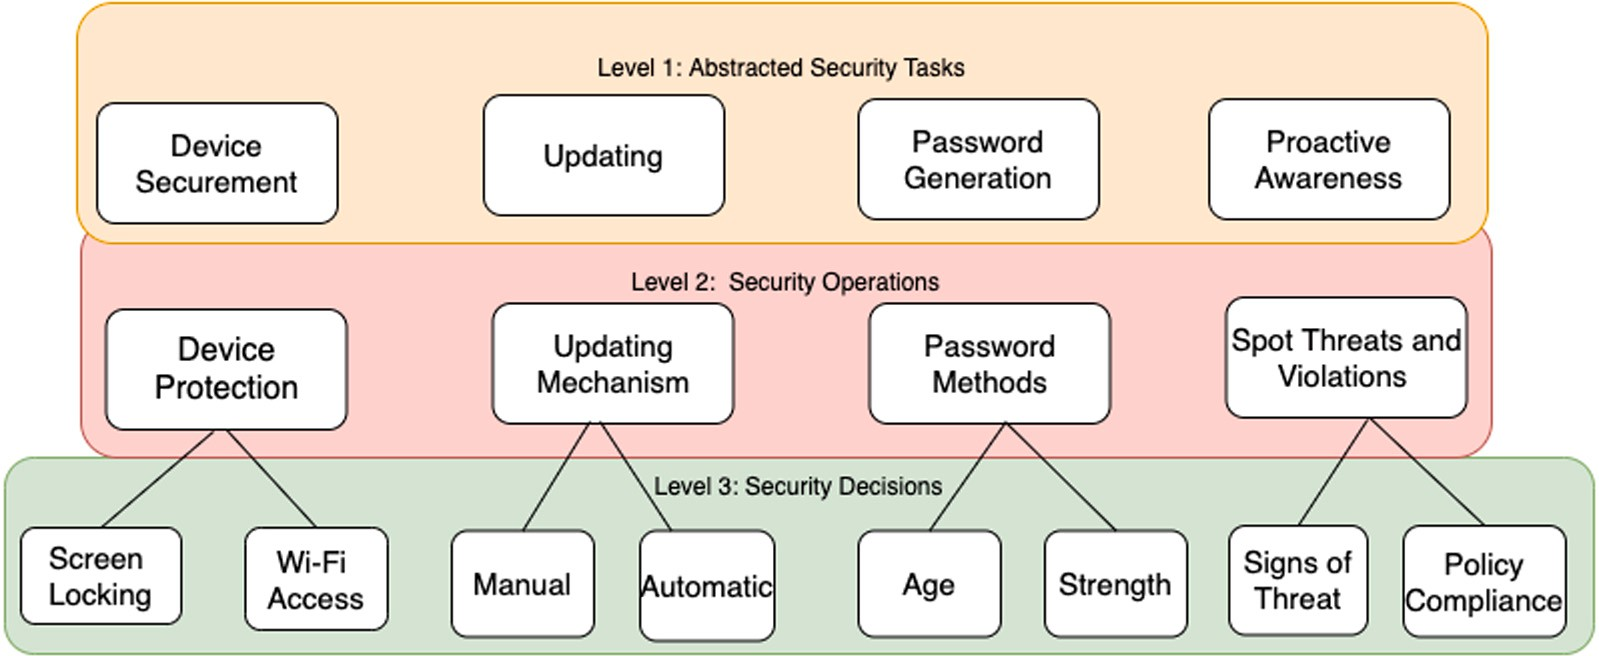 Level 1: Abstracted Security Tasks
Device
Securement
Updating
Password
Generation
Proactive
Awareness
Level 2:  Security Operations
Device
Protection
Updating
Mechanism
Password
Methods
Spot Threats and
Violations
Level 3: Security Decisions
Screen
Locking
Wi-Fi
Access
Manual
Automatic
Age
Strength
Signs of
Threat
Policy
Compliance